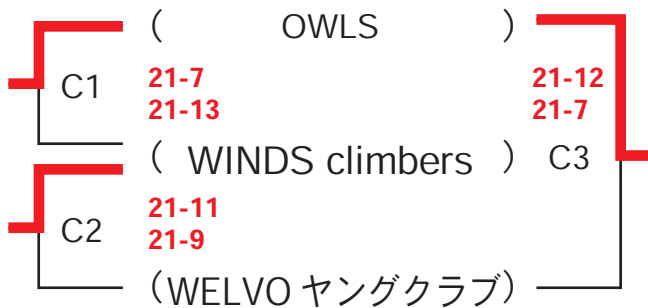 ( OWLS )
C1 21-7 21-12
21-13 21-7
( WINDS climbers ) C3
21-11
C2 21-9
(WELVO ヤングクラブ)